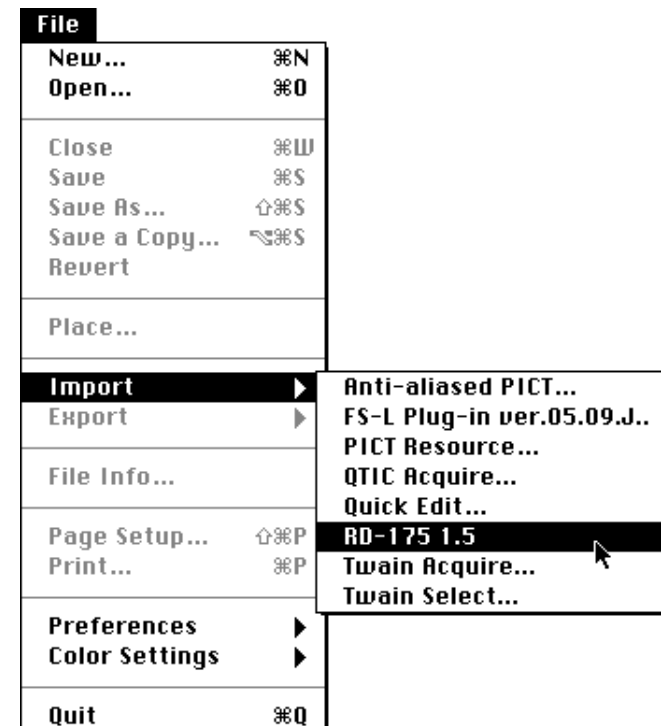 File
New... ⌘N
Open... ⌘O
Close ⌘W
Save ⌘S
Save As... ⇧⌘S
Save a Copy... ⌥⌘S
Revert
Place...
Import
Export
File Info...
Page Setup... ⇧⌘P
Print... ⌘P
Preferences
Color Settings
Quit ⌘Q
Anti-aliased PICT...
FS-L Plug-in ver.05.09.J..
PICT Resource...
QTIC Acquire...
Quick Edit...
RD-175 1.5
Twain Acquire...
Twain Select...